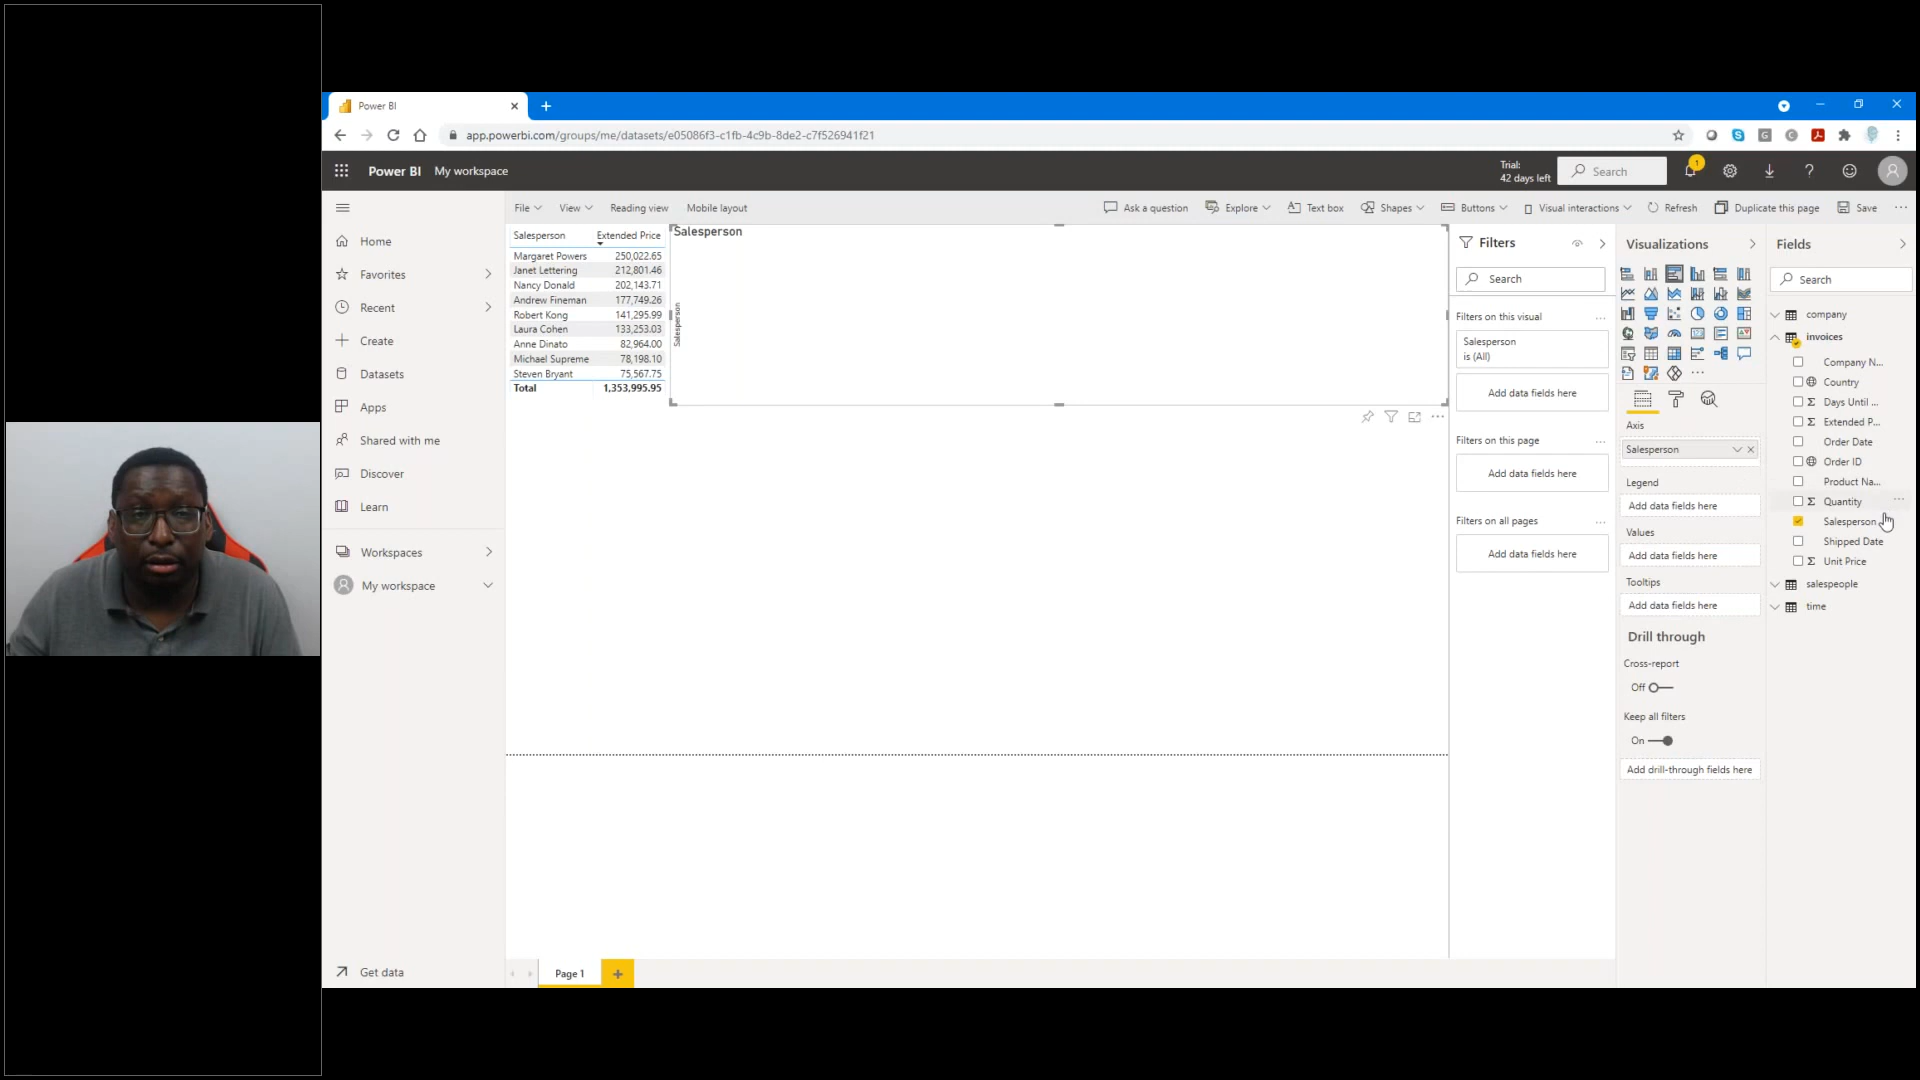 Power BI
app.powerbi.com/groups/me/datasets/e05086f3-c1fb-4c9b-8de2-c7f526941f21
Power BI My workspace
Trial:
42 days left
Search
1
File View Reading view Mobile layout
Ask a question Explore Text box Shapes Buttons Visual interactions Refresh Duplicate this page Save
Home
Favorites
Recent
Create
Datasets
Apps
Shared with me
Discover
Learn
Workspaces
My workspace
Get data
Salesperson Extended Price
Margaret Powers 250,022.65
Janet Lettering 212,801.46
Nancy Donald 202,143.71
Andrew Fineman 177,749.26
Robert Kong 141,295.99
Laura Cohen 133,253.03
Anne Dinato 82,964.00
Michael Supreme 78,198.10
Steven Bryant 75,567.75
Total 1,353,995.95
Salesperson
Salesperson
Page 1
Filters
Search
Filters on this visual
Salesperson
is (All)
Add data fields here
Filters on this page
Add data fields here
Filters on all pages
Add data fields here
Visualizations
Axis
Salesperson
Legend
Add data fields here
Values
Add data fields here
Tooltips
Add data fields here
Drill through
Cross-report
Off
Keep all filters
On
Add drill-through fields here
Fields
Search
company
invoices
Company N...
Country
Days Until ...
Extended P...
Order Date
Order ID
Product Na...
Quantity
Salesperson
Shipped Date
Unit Price
salespeople
time